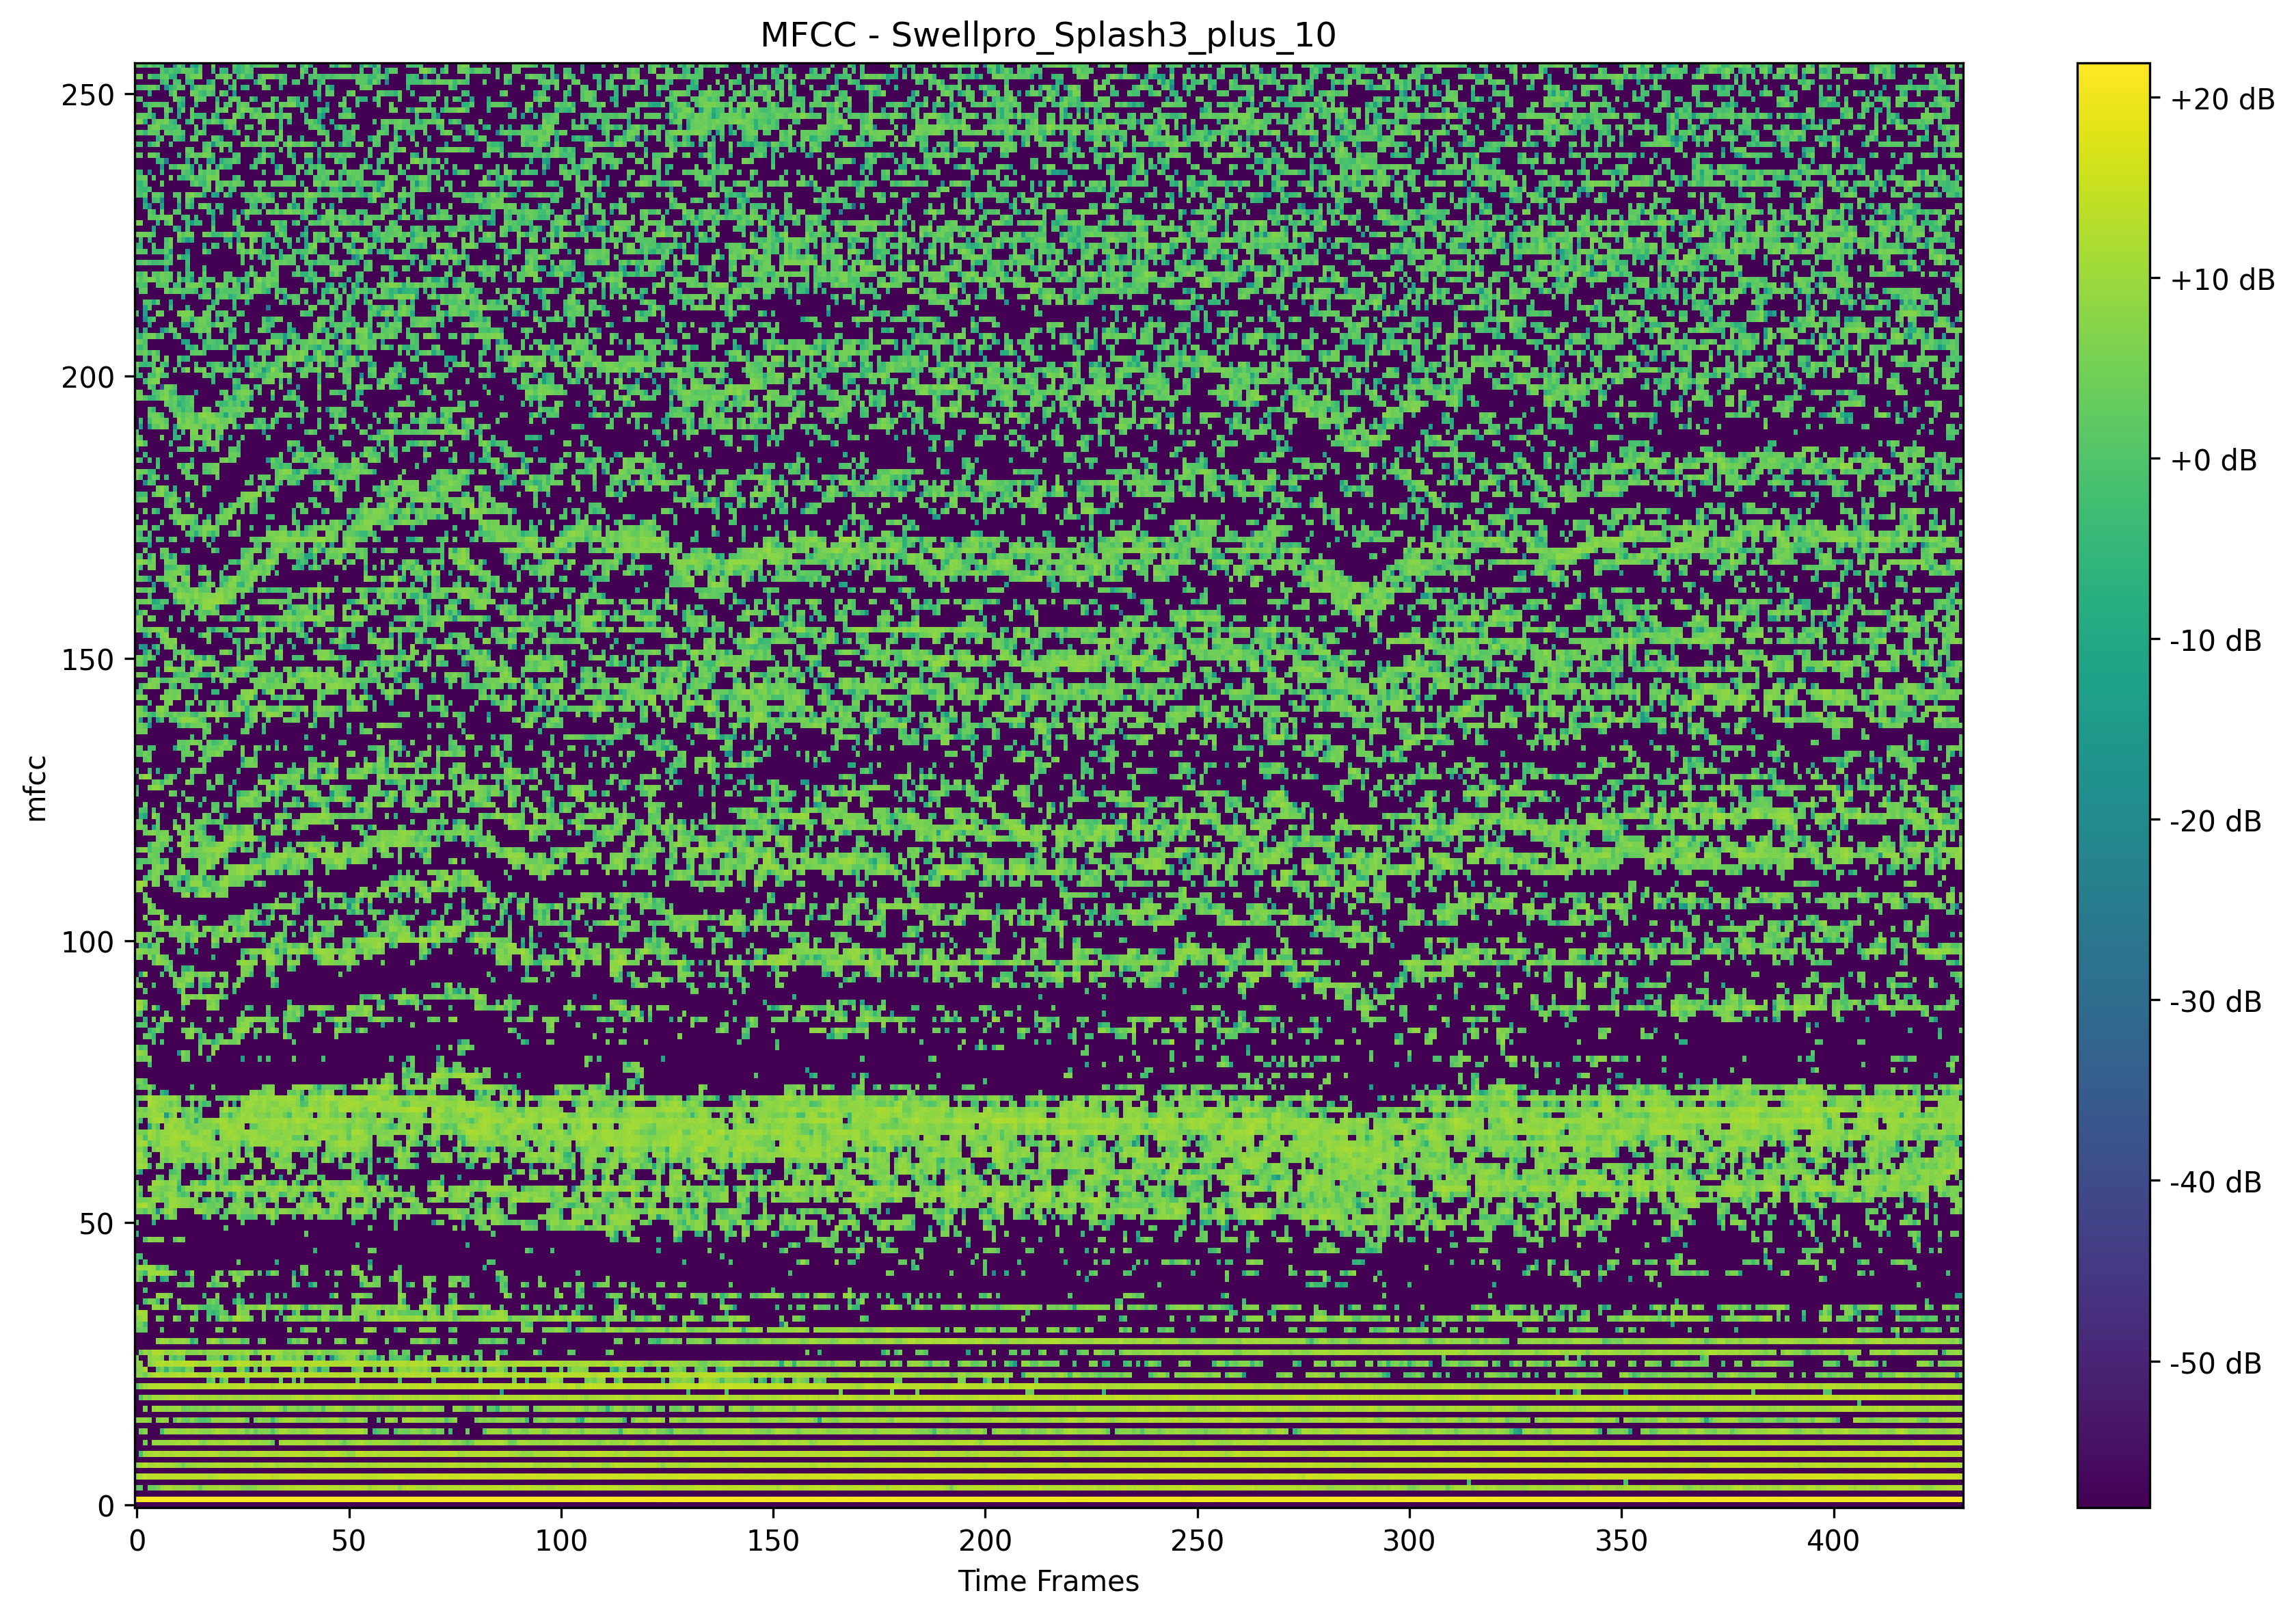 MFCC - Swellpro_Splash3_plus_10
mfcc
250
200
150
100
50
0
0 50 100 150 200 250 300 350 400
Time Frames
+20 dB
+10 dB
+0 dB
-10 dB
-20 dB
-30 dB
-40 dB
-50 dB